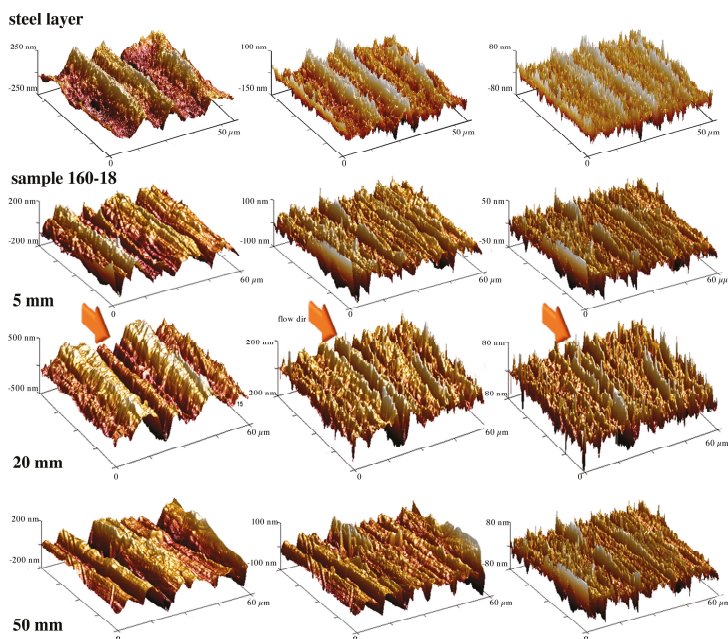 steel layer
250 nm
-250 nm
0
50 µm
100 nm
-150 nm
0
50 µm
80 nm
-80 nm
0
50 µm
sample 160-18
200 nm
-200 nm
0
60 µm
100 nm
-100 nm
0
60 µm
50 nm
-50 nm
0
60 µm
5 mm
flow dir
500 nm
-500 nm
15
0
60 µm
200 nm
200 nm
0
60 µm
80 nm
80 nm
0
60 µm
20 mm
200 nm
-200 nm
60 µm
100 nm
-100 nm
60 µm
80 nm
-80 nm
60 µm
50 mm